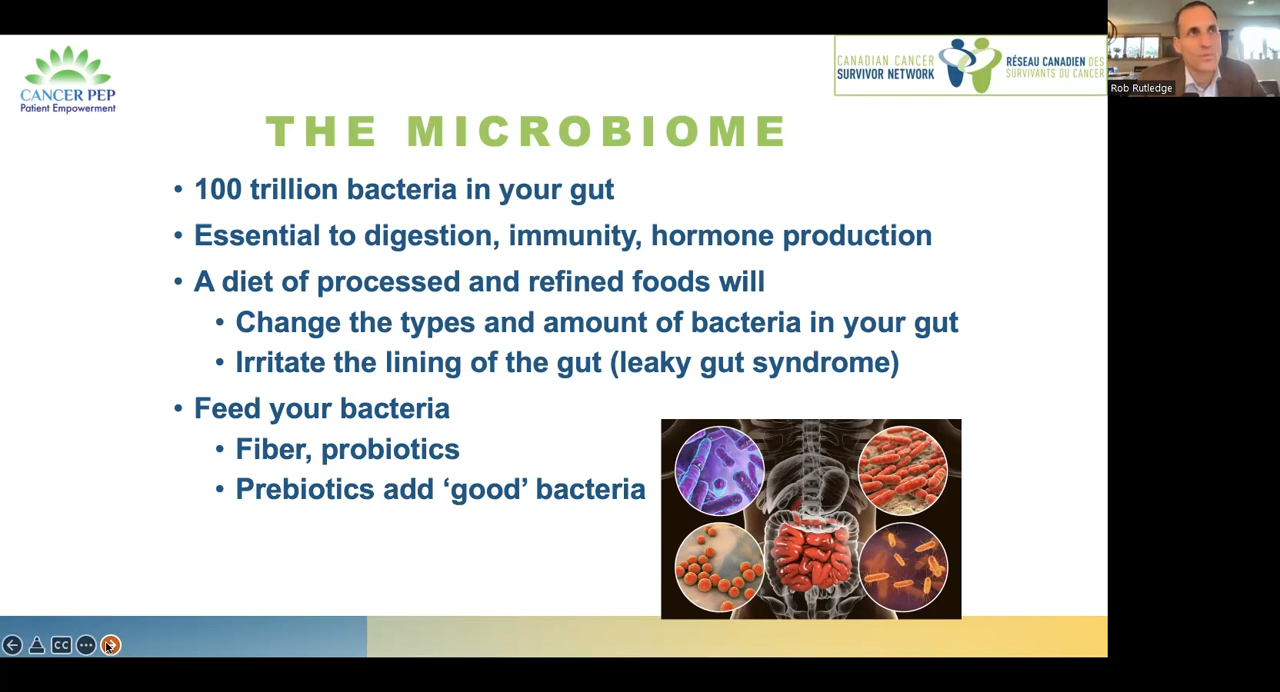 CANCER PEP
Patient Empowerment
CANADIAN CANCER
SURVIVOR NETWORK
RÉSEAU CANADIEN DES
SURVIVANTS DU CANCER
Rob Rutledge
THE MICROBIOME
• 100 trillion bacteria in your gut
• Essential to digestion, immunity, hormone production
• A diet of processed and refined foods will
• Change the types and amount of bacteria in your gut
• Irritate the lining of the gut (leaky gut syndrome)
• Feed your bacteria
• Fiber, probiotics
• Prebiotics add ‘good’ bacteria
CC